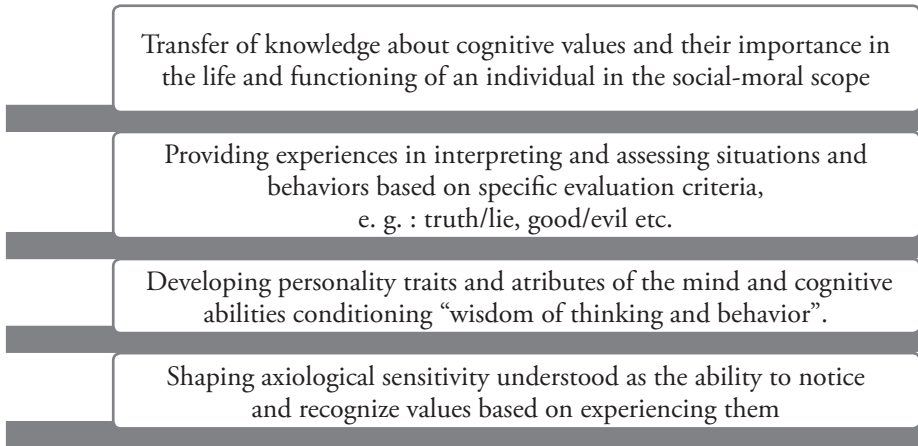 Transfer of knowledge about cognitive values and their importance in
the life and functioning of an individual in the social-moral scope
Providing experiences in interpreting and assessing situations and
behaviors based on specific evaluation criteria,
e. g. : truth/lie, good/evil etc.
Developing personality traits and atributes of the mind and cognitive
abilities conditioning “wisdom of thinking and behavior”.
Shaping axiological sensitivity understood as the ability to notice
and recognize values based on experiencing them